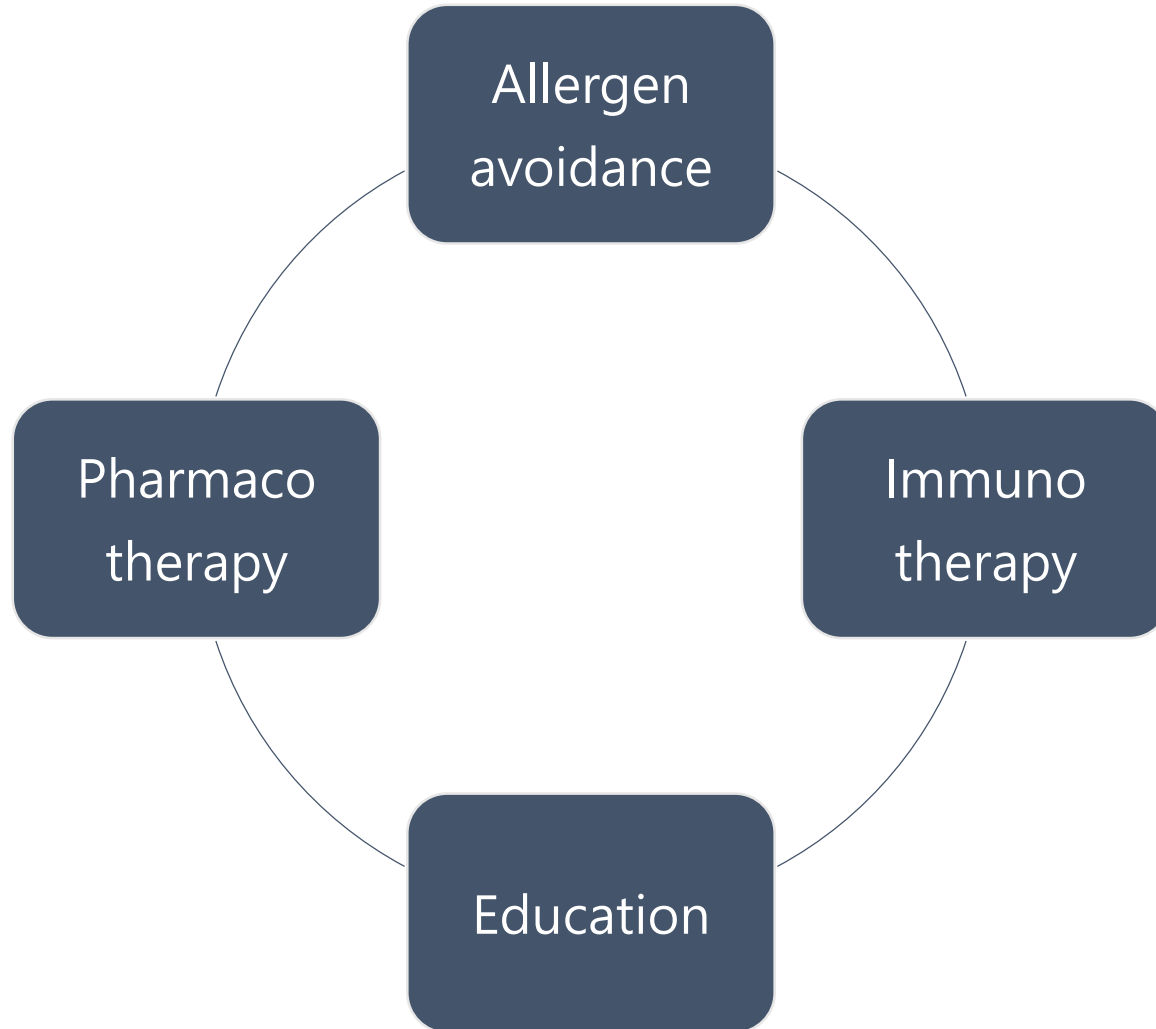 Allergen
avoidance
Pharmaco
therapy
Immuno
therapy
Education